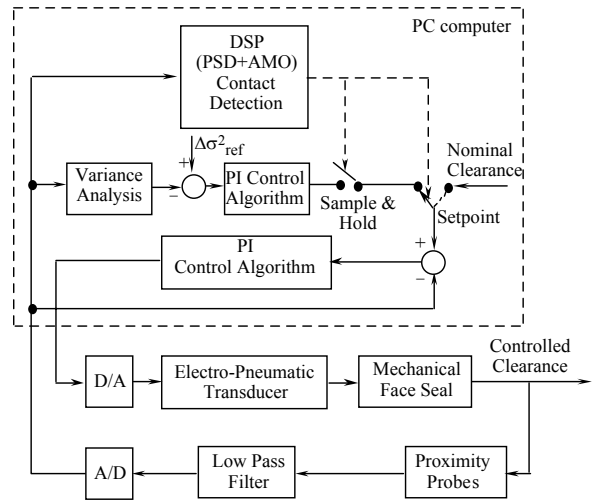 PC computer
DSP
(PSD+AMO)
Contact
Detection
Δσ²ref
+
−
Variance
Analysis
PI Control
Algorithm
Sample &
Hold
Nominal
Clearance
Setpoint
PI
Control Algorithm
+
−
D/A
Electro-Pneumatic
Transducer
Mechanical
Face Seal
Controlled
Clearance
A/D
Low Pass
Filter
Proximity
Probes